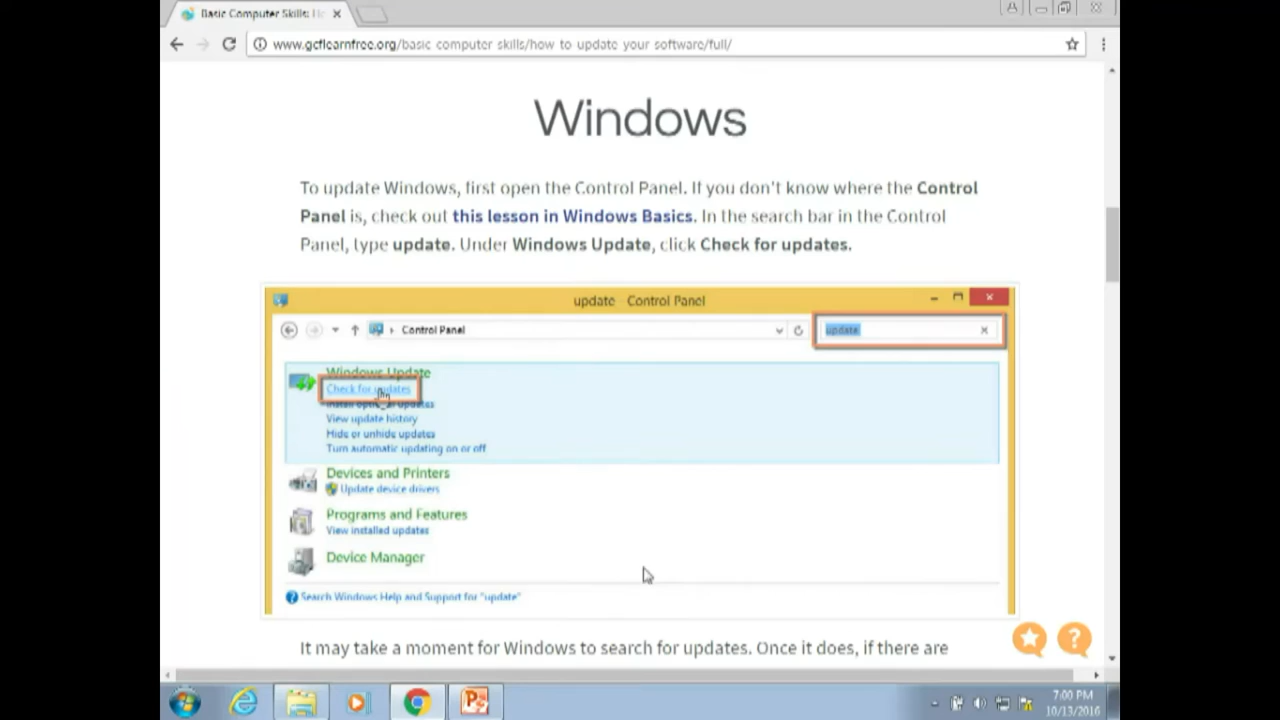 Basic Computer Skills: H
www.gcflearnfree.org/basic computer skills/how to update your software/full/
Windows
To update Windows, first open the Control Panel. If you don't know where the Control
Panel is, check out this lesson in Windows Basics. In the search bar in the Control
Panel, type update. Under Windows Update, click Check for updates.
update Control Panel
Control Panel
update
Windows Update
Check for updates
Install optional updates
View update history
Hide or unhide updates
Turn automatic updating on or off
Devices and Printers
Update device drivers
Programs and Features
View installed updates
Device Manager
Search Windows Help and Support for "update"
It may take a moment for Windows to search for updates. Once it does, if there are
7:00 PM
10/13/2016